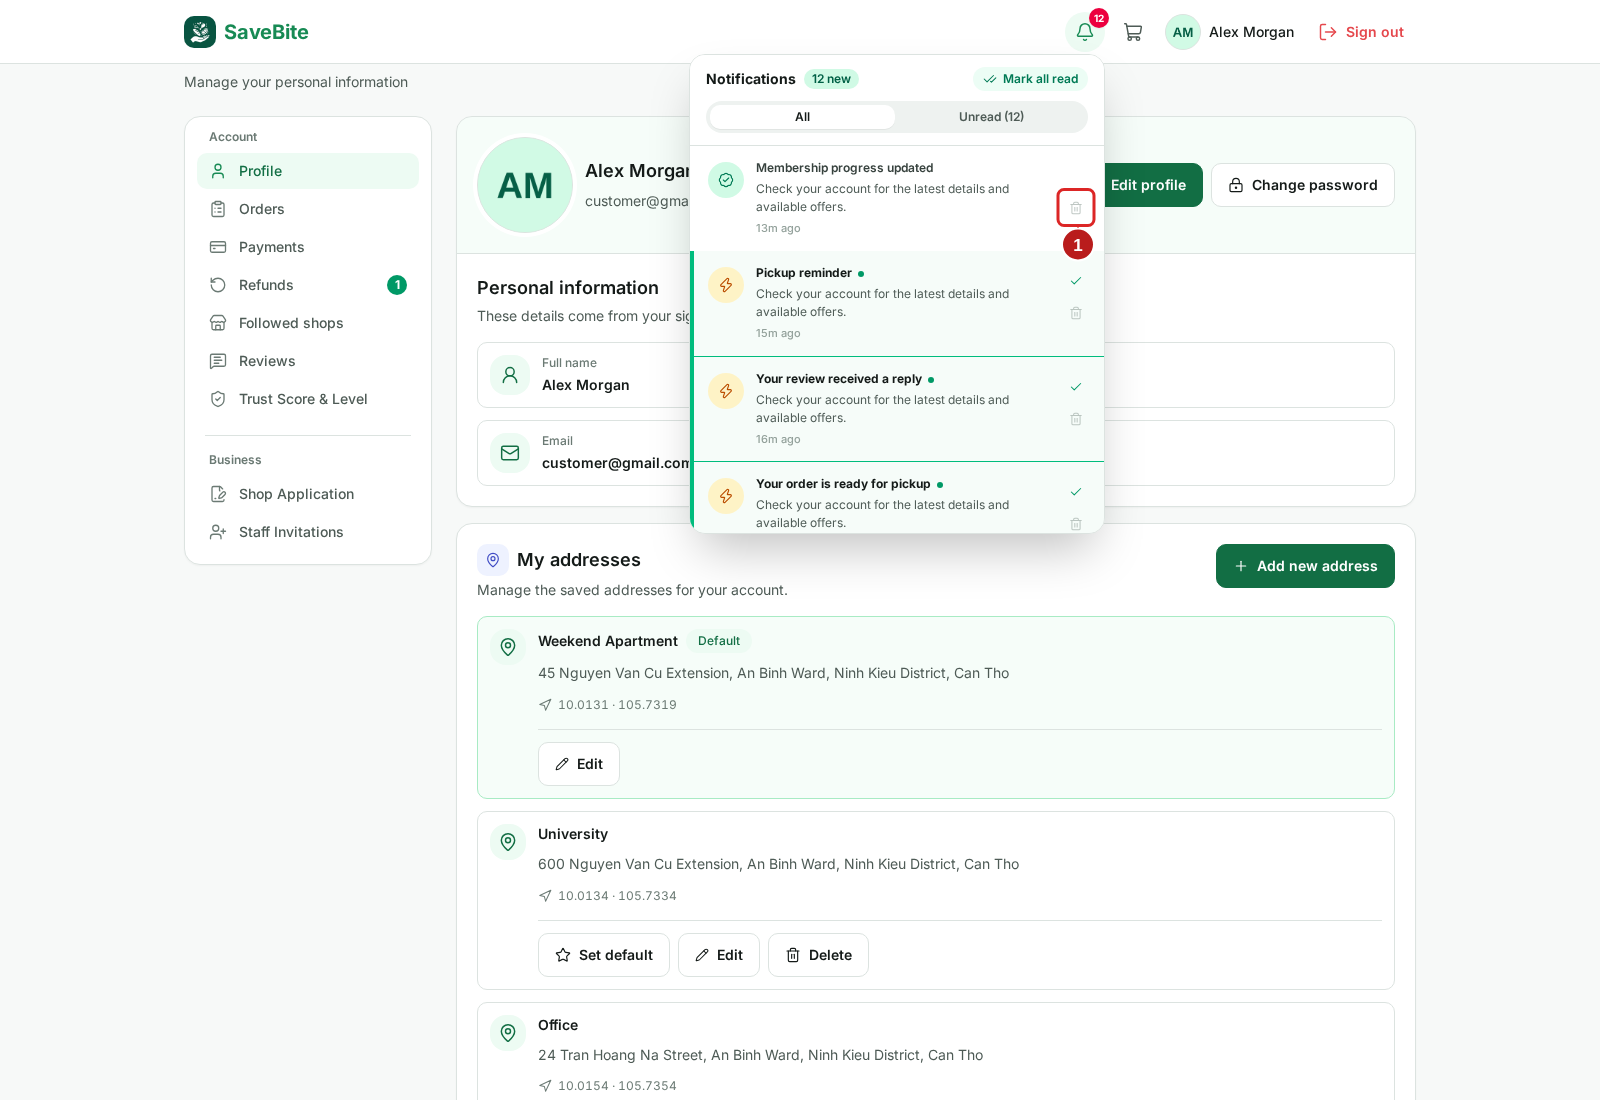 SaveBite
12
AM
Alex Morgan
Sign out
Manage your personal information
Account
Profile
Orders
Payments
Refunds
1
Followed shops
Reviews
Trust Score & Level
Business
Shop Application
Staff Invitations
AM
Alex Morgan
customer@gma
Edit profile
Change password
Personal information
These details come from your sig
Full name
Alex Morgan
Email
customer@gmail.com
Notifications
12 new
Mark all read
All
Unread (12)
Membership progress updated
Check your account for the latest details and
available offers.
13m ago
1
Pickup reminder
Check your account for the latest details and
available offers.
15m ago
Your review received a reply
Check your account for the latest details and
available offers.
16m ago
Your order is ready for pickup
Check your account for the latest details and
available offers.
My addresses
Manage the saved addresses for your account.
Add new address
Weekend Apartment
Default
45 Nguyen Van Cu Extension, An Binh Ward, Ninh Kieu District, Can Tho
10.0131 · 105.7319
Edit
University
600 Nguyen Van Cu Extension, An Binh Ward, Ninh Kieu District, Can Tho
10.0134 · 105.7334
Set default
Edit
Delete
Office
24 Tran Hoang Na Street, An Binh Ward, Ninh Kieu District, Can Tho
10.0154 · 105.7354